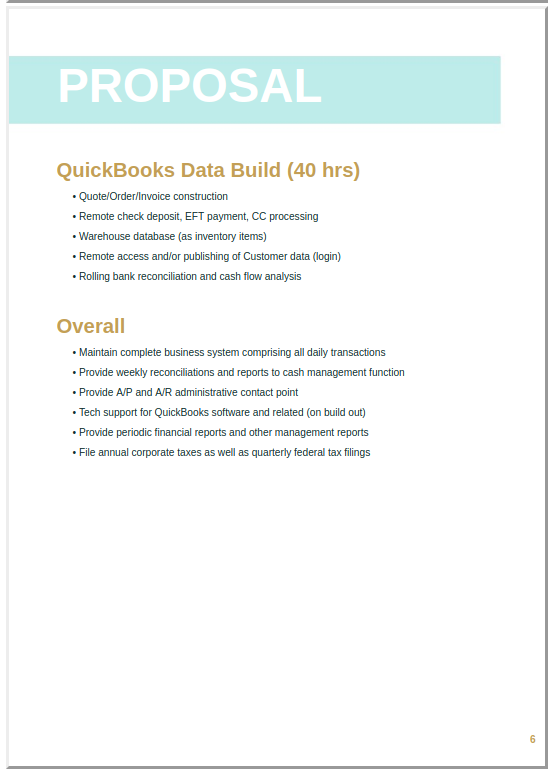 PROPOSAL
QuickBooks Data Build (40 hrs)
• Quote/Order/Invoice construction
• Remote check deposit, EFT payment, CC processing
• Warehouse database (as inventory items)
• Remote access and/or publishing of Customer data (login)
• Rolling bank reconciliation and cash flow analysis
Overall
• Maintain complete business system comprising all daily transactions
• Provide weekly reconciliations and reports to cash management function
• Provide A/P and A/R administrative contact point
• Tech support for QuickBooks software and related (on build out)
• Provide periodic financial reports and other management reports
• File annual corporate taxes as well as quarterly federal tax filings
6